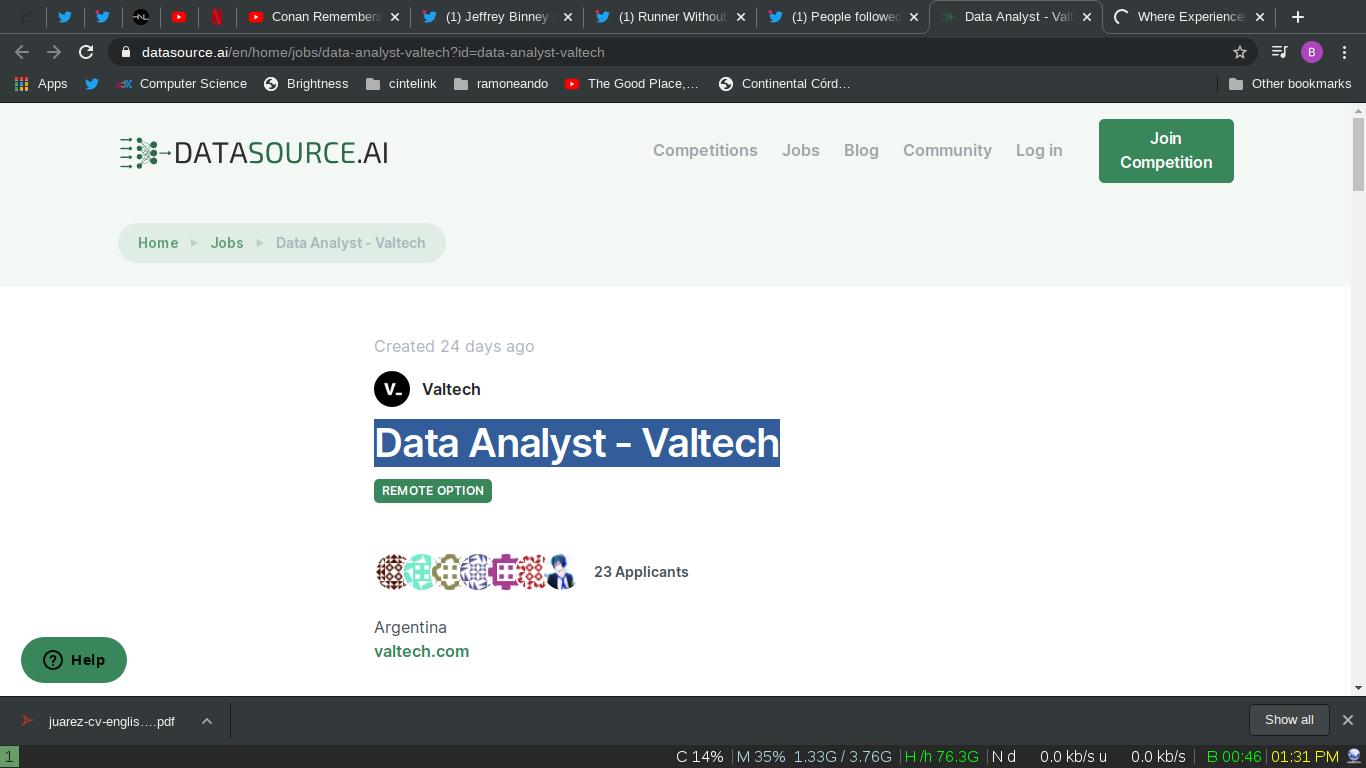 Conan Remembers
(1) Jeffrey Binney
(1) Runner Without
(1) People followed
Data Analyst - Valt
Where Experience
datasource.ai/en/home/jobs/data-analyst-valtech?id=data-analyst-valtech
B
Apps
Computer Science
Brightness
cintelink
ramoneando
The Good Place,...
Continental Córd...
Other bookmarks
DATASOURCE.AI
Competitions
Jobs
Blog
Community
Log in
Join
Competition
Home
Jobs
Data Analyst - Valtech
Created 24 days ago
V_
Valtech
Data Analyst - Valtech
REMOTE OPTION
23 Applicants
Argentina
valtech.com
Help
juarez-cv-englis....pdf
Show all
1
C 14% |M 35% 1.33G / 3.76G |H /h 76.3G |N d 0.0 kb/s u 0.0 kb/s | B 00:46 |01:31 PM